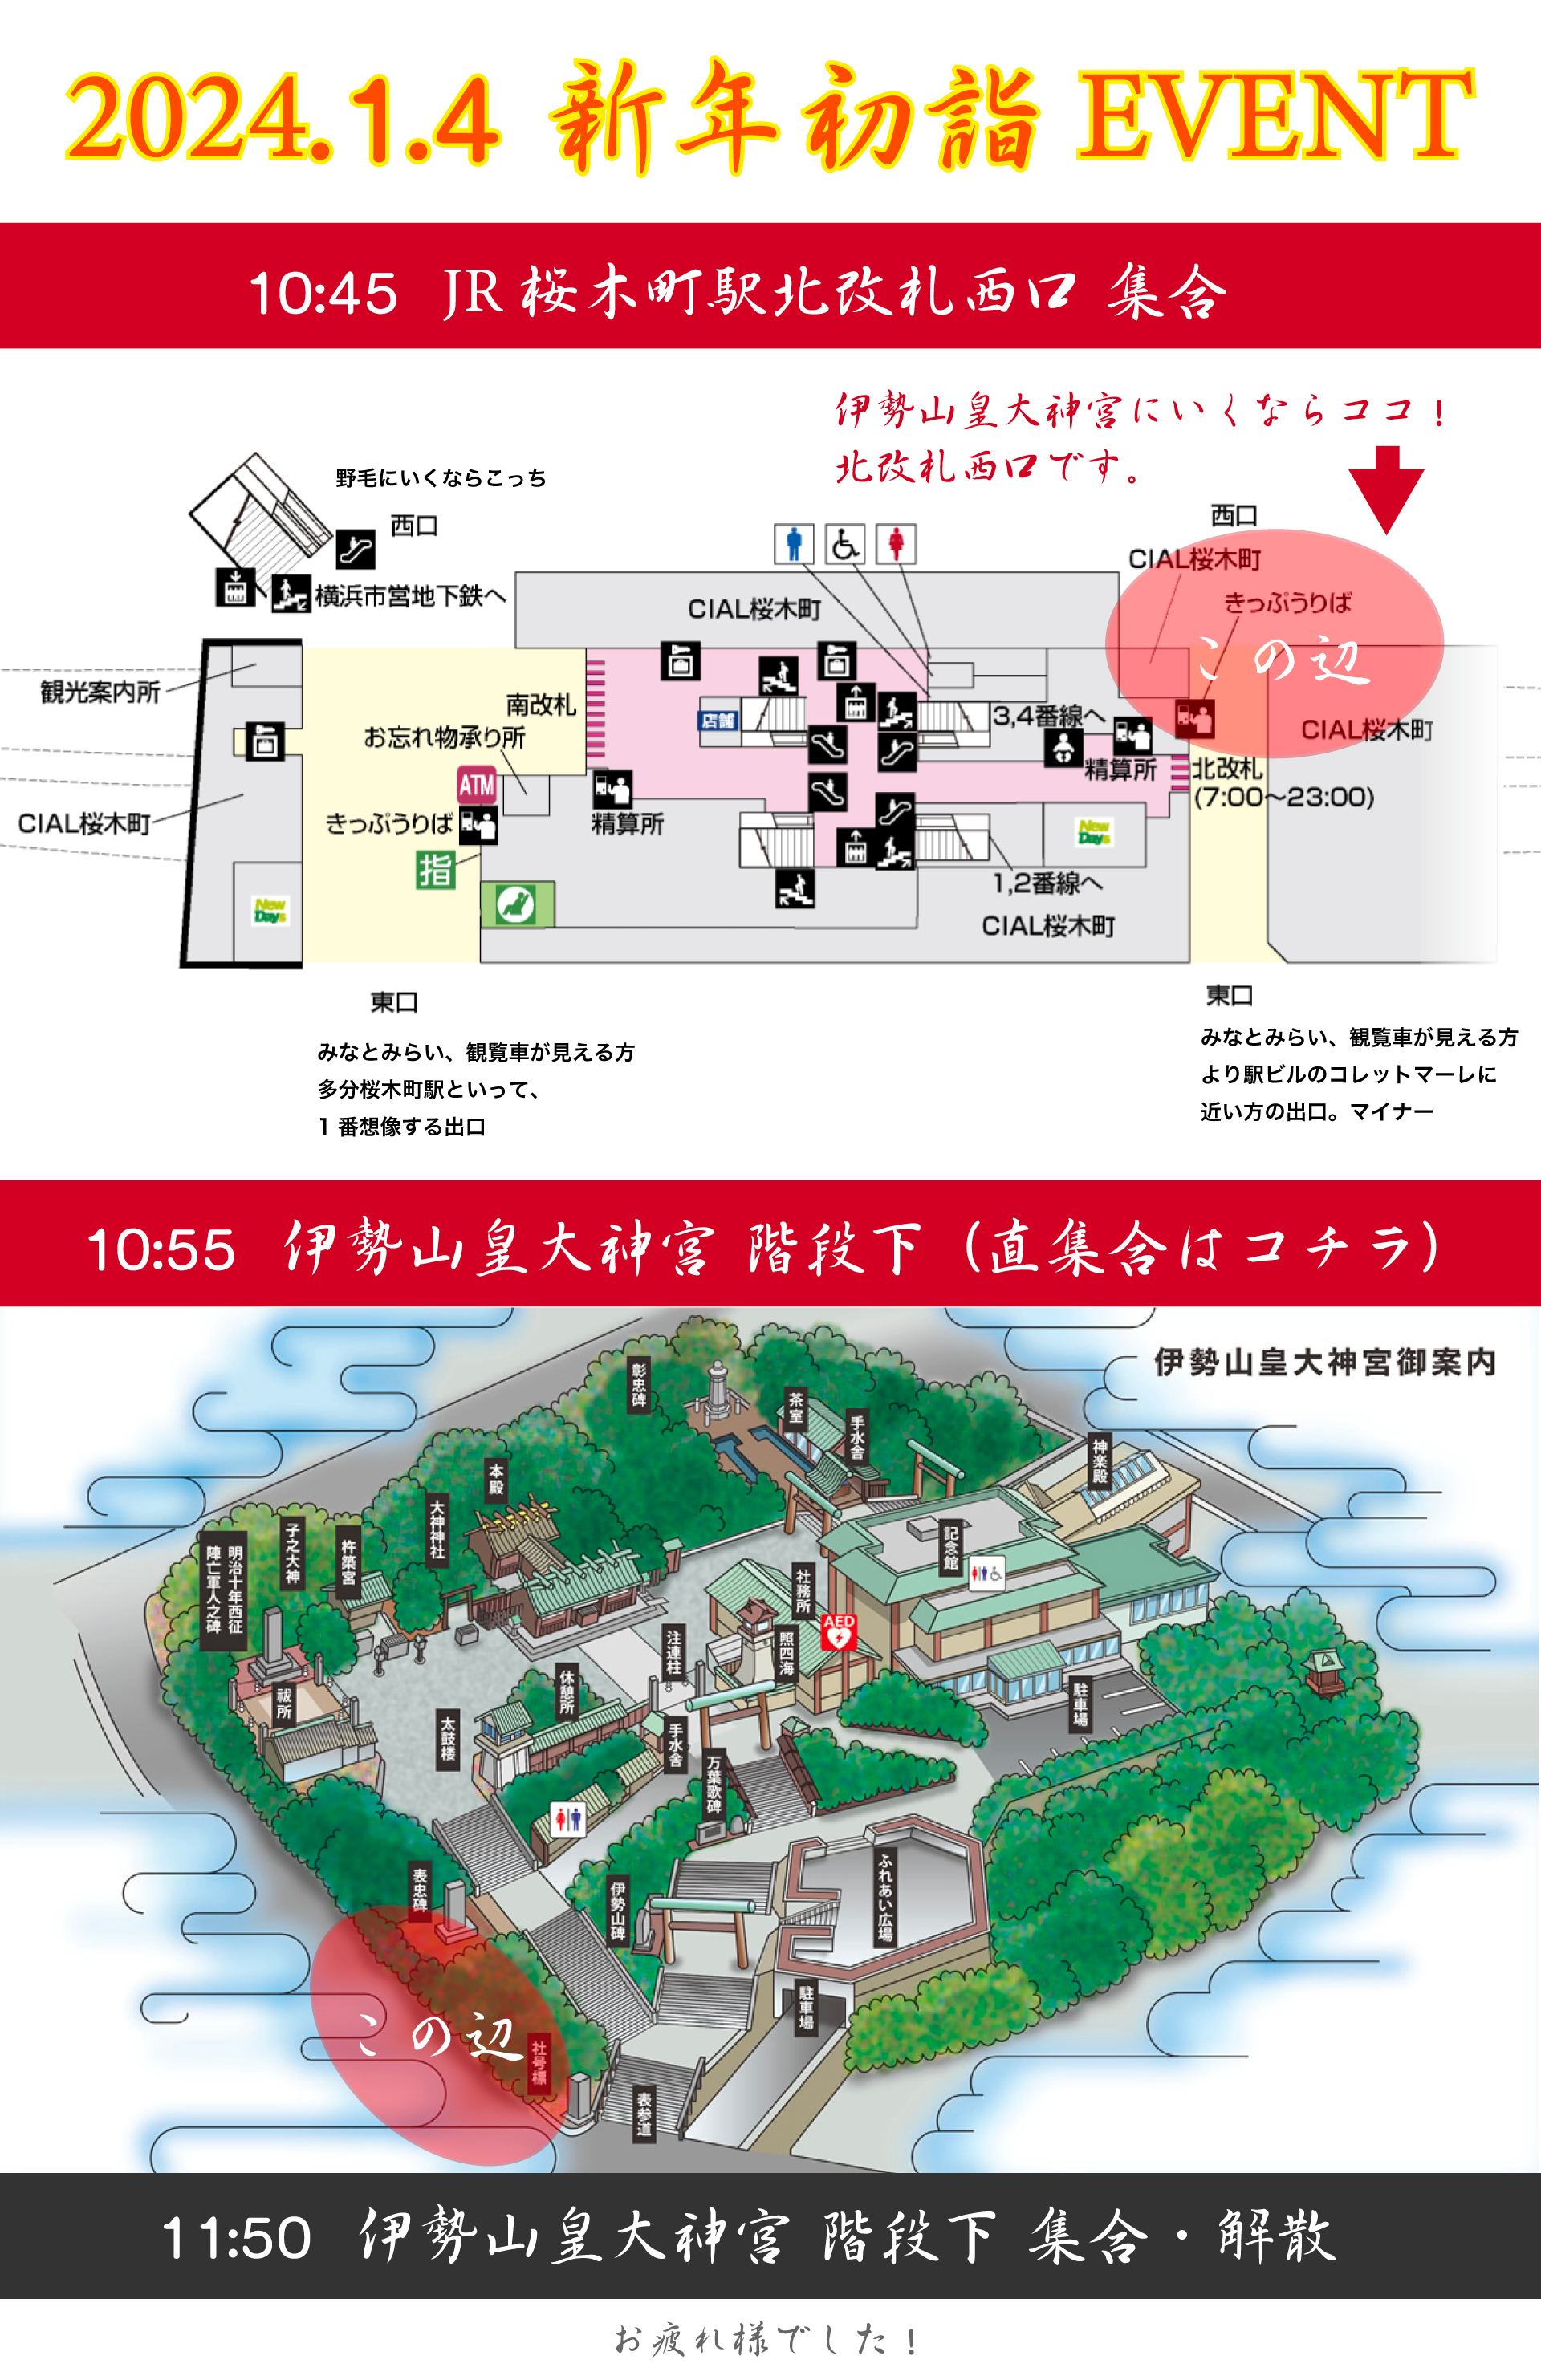 2024.1.4 新年初詣 EVENT
10:45 JR 桜木町駅北改札西口 集合
伊勢山皇大神宮にいくならココ！
北改札西口です。
野毛にいくならこっち
西口
横浜市営地下鉄へ
西口
CIAL桜木町
きっぷうりば
この辺
CIAL桜木町
CIAL桜木町
観光案内所
南改札
お忘れ物承り所
店舗
3,4番線へ
精算所
北改札
(7:00～23:00)
ATM
CIAL桜木町
きっぷうりば
精算所
指
NewDays
NewDays
1,2番線へ
CIAL桜木町
東口
みなとみらい、観覧車が見える方
多分桜木町駅といって、
1 番想像する出口
東口
みなとみらい、観覧車が見える方
より駅ビルのコレットマーレに
近い方の出口。マイナー
10:55 伊勢山皇大神宮 階段下（直集合はコチラ）
伊勢山皇大神宮御案内
彰忠碑
茶室
手水舎
神楽殿
本殿
大神神社
杵築宮
子之大神
明治十年西征
陣亡軍人之碑
記念館
社務所
AED
照四海
注連柱
休憩所
祓所
太鼓楼
手水舎
万葉歌碑
駐車場
表忠碑
伊勢山碑
ふれあい広場
駐車場
この辺
社号標
表参道
11:50 伊勢山皇大神宮 階段下 集合・解散
お疲れ様でした！